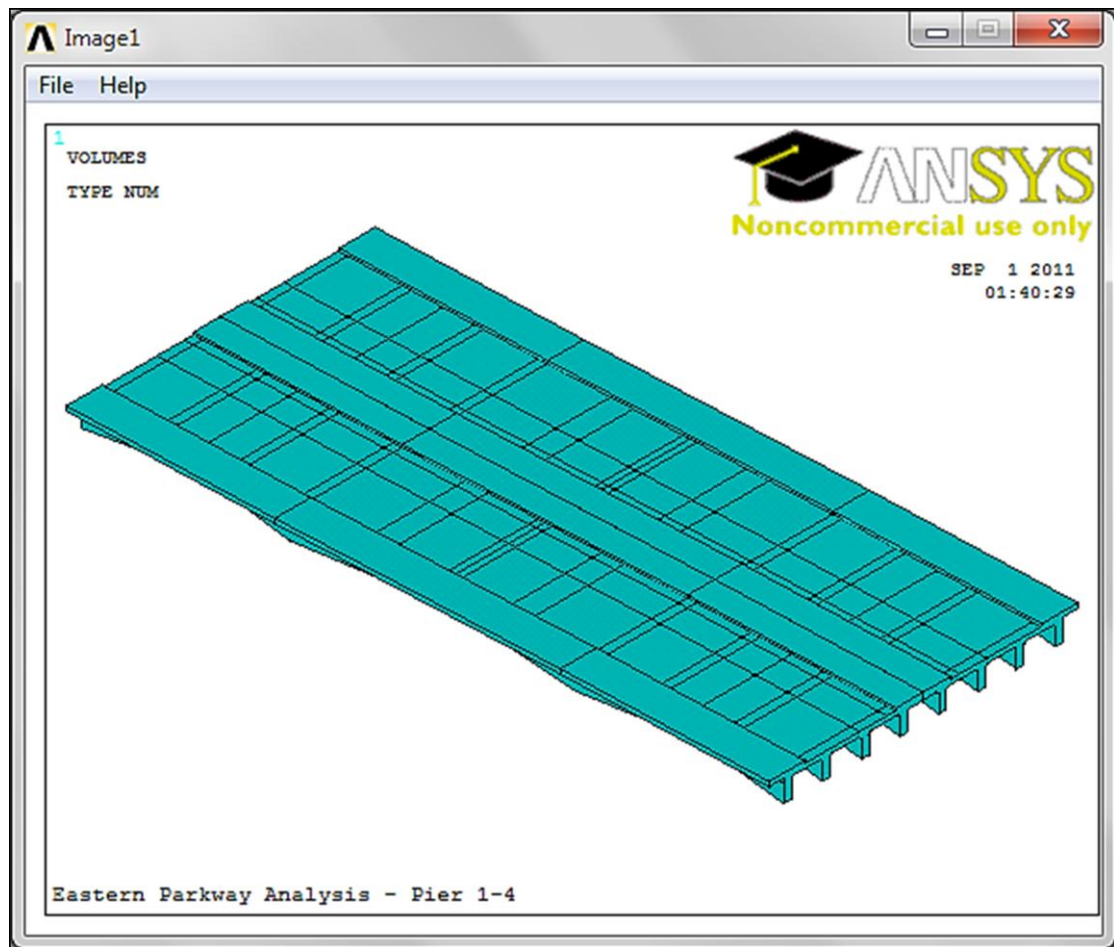 Image1
File Help
1
VOLUMES
TYPE NUM
ANSYS
Noncommercial use only
SEP 1 2011
01:40:29
Eastern Parkway Analysis - Pier 1-4